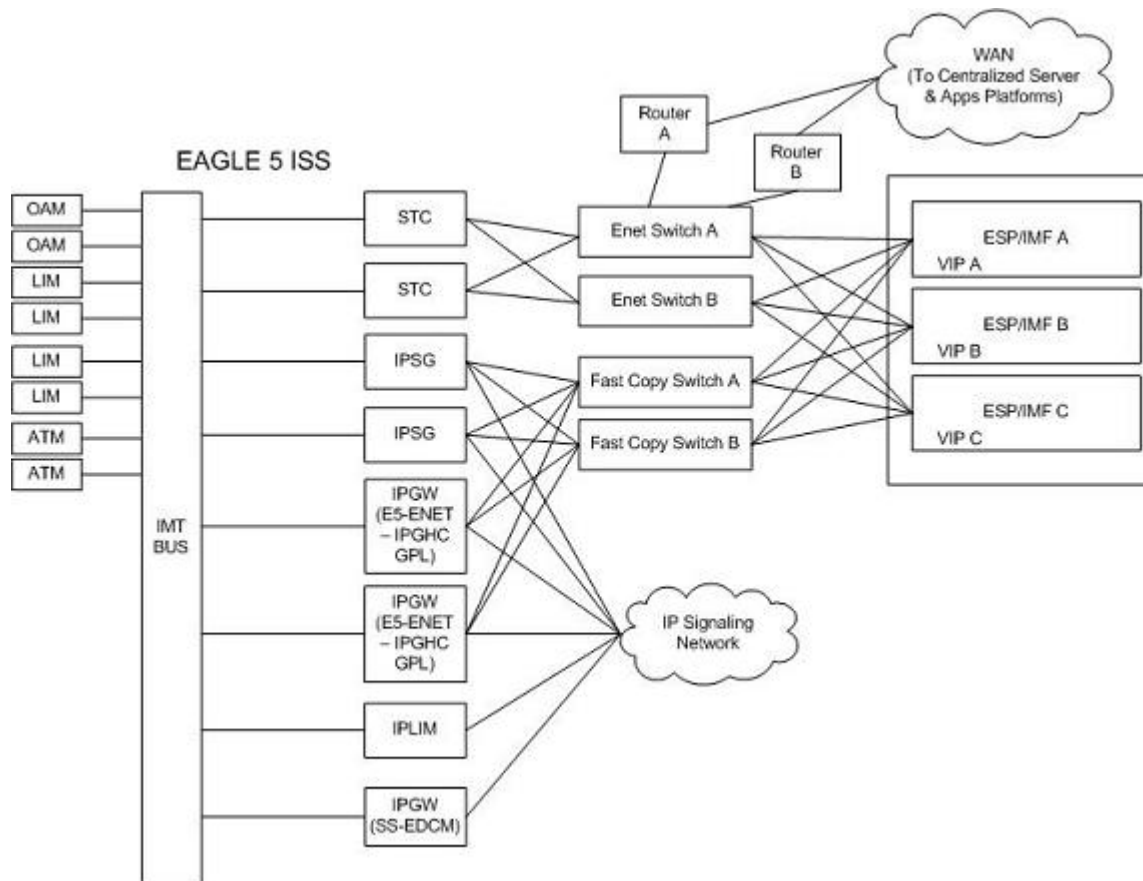 WAN
(To Centralized Server
& Apps Platforms)
Router
A
Router
B
EAGLE 5 ISS
OAM
OAM
LIM
LIM
LIM
LIM
ATM
ATM
IMT
BUS
STC
STC
IPSG
IPSG
IPGW
(E5-ENET
– IPGHC
GPL)
IPGW
(E5-ENET
– IPGHC
GPL)
IPLIM
IPGW
(SS-EDCM)
Enet Switch A
Enet Switch B
Fast Copy Switch A
Fast Copy Switch B
ESP/IMF A
VIP A
ESP/IMF B
VIP B
ESP/IMF C
VIP C
IP Signaling
Network